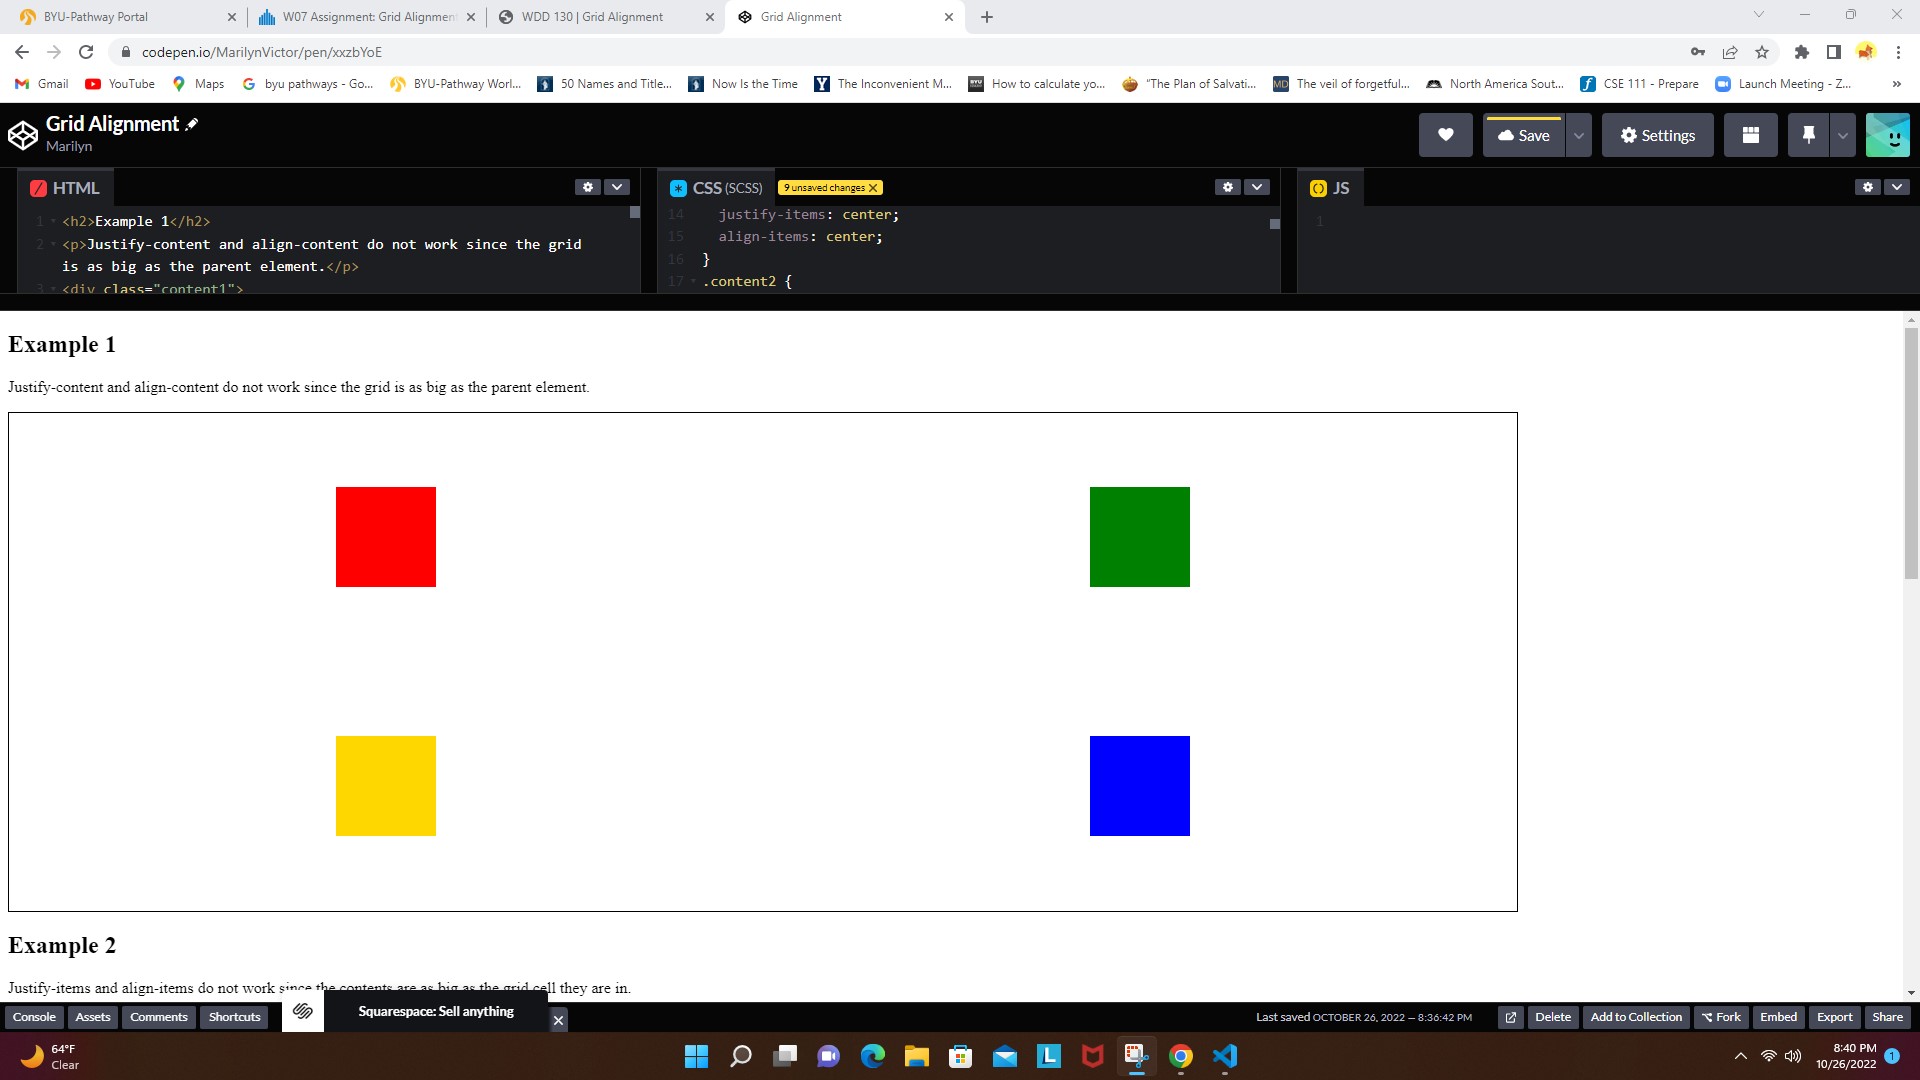 BYU-Pathway Portal
W07 Assignment: Grid Alignment
WDD 130 | Grid Alignment
Grid Alignment
codepen.io/MarilynVictor/pen/xxzbYoE
Gmail
YouTube
Maps
byu pathways - Go...
BYU-Pathway Worl...
50 Names and Title...
Now Is the Time
The Inconvenient M...
How to calculate yo...
"The Plan of Salvati...
MD
The veil of forgetful...
North America Sout...
CSE 111 - Prepare
Launch Meeting - Z...
»
Grid Alignment
Marilyn
Save
Settings
HTML
CSS (SCSS)
9 unsaved changes X
JS
1 <h2>Example 1</h2>
2 <p>Justify-content and align-content do not work since the grid
is as big as the parent element.</p>
3 <div class="content1">
14 justify-items: center;
15 align-items: center;
16 }
17 .content2 {
1
Example 1
Justify-content and align-content do not work since the grid is as big as the parent element.
Example 2
Justify-items and align-items do not work since the contents are as big as the grid cell they are in.
Console
Assets
Comments
Shortcuts
Squarespace: Sell anything
Last saved OCTOBER 26, 2022 — 8:36:42 PM
Delete
Add to Collection
Fork
Embed
Export
Share
64°F
Clear
8:40 PM
10/26/2022
1